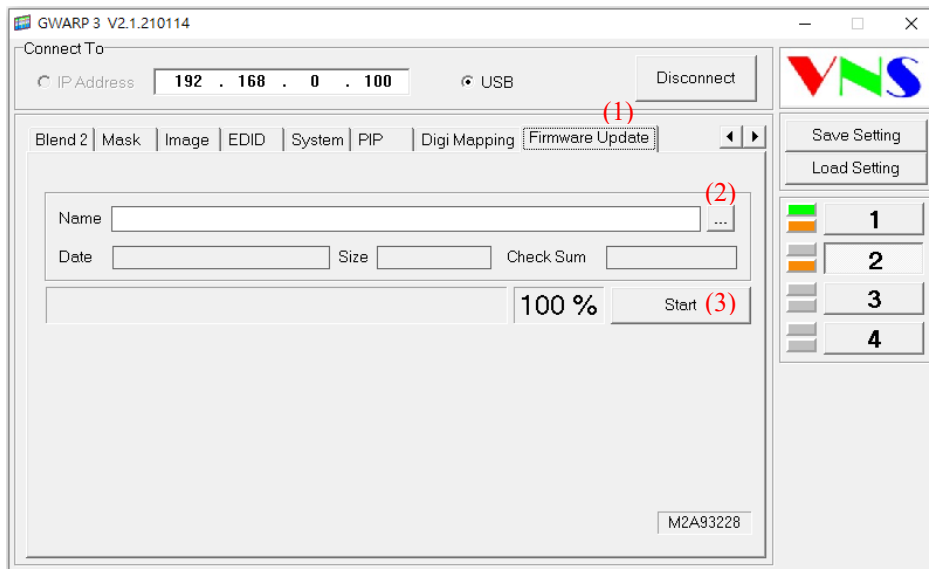 GWARP 3 V2.1.210114
Connect To
IP Address 192 . 168 . 0 . 100 USB Disconnect
VNS
(1)
Blend 2 Mask Image EDID System PIP Digi Mapping Firmware Update
Save Setting
Load Setting
(2)
Name ...
Date Size Check Sum
100 % Start (3)
1
2
3
4
M2A93228